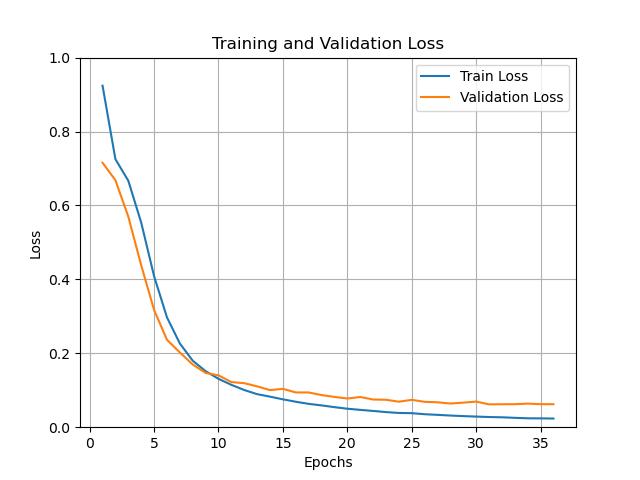 Training and Validation Loss
Train Loss
Validation Loss
1.0
0.8
0.6
0.4
0.2
0.0
Loss
0 5 10 15 20 25 30 35
Epochs